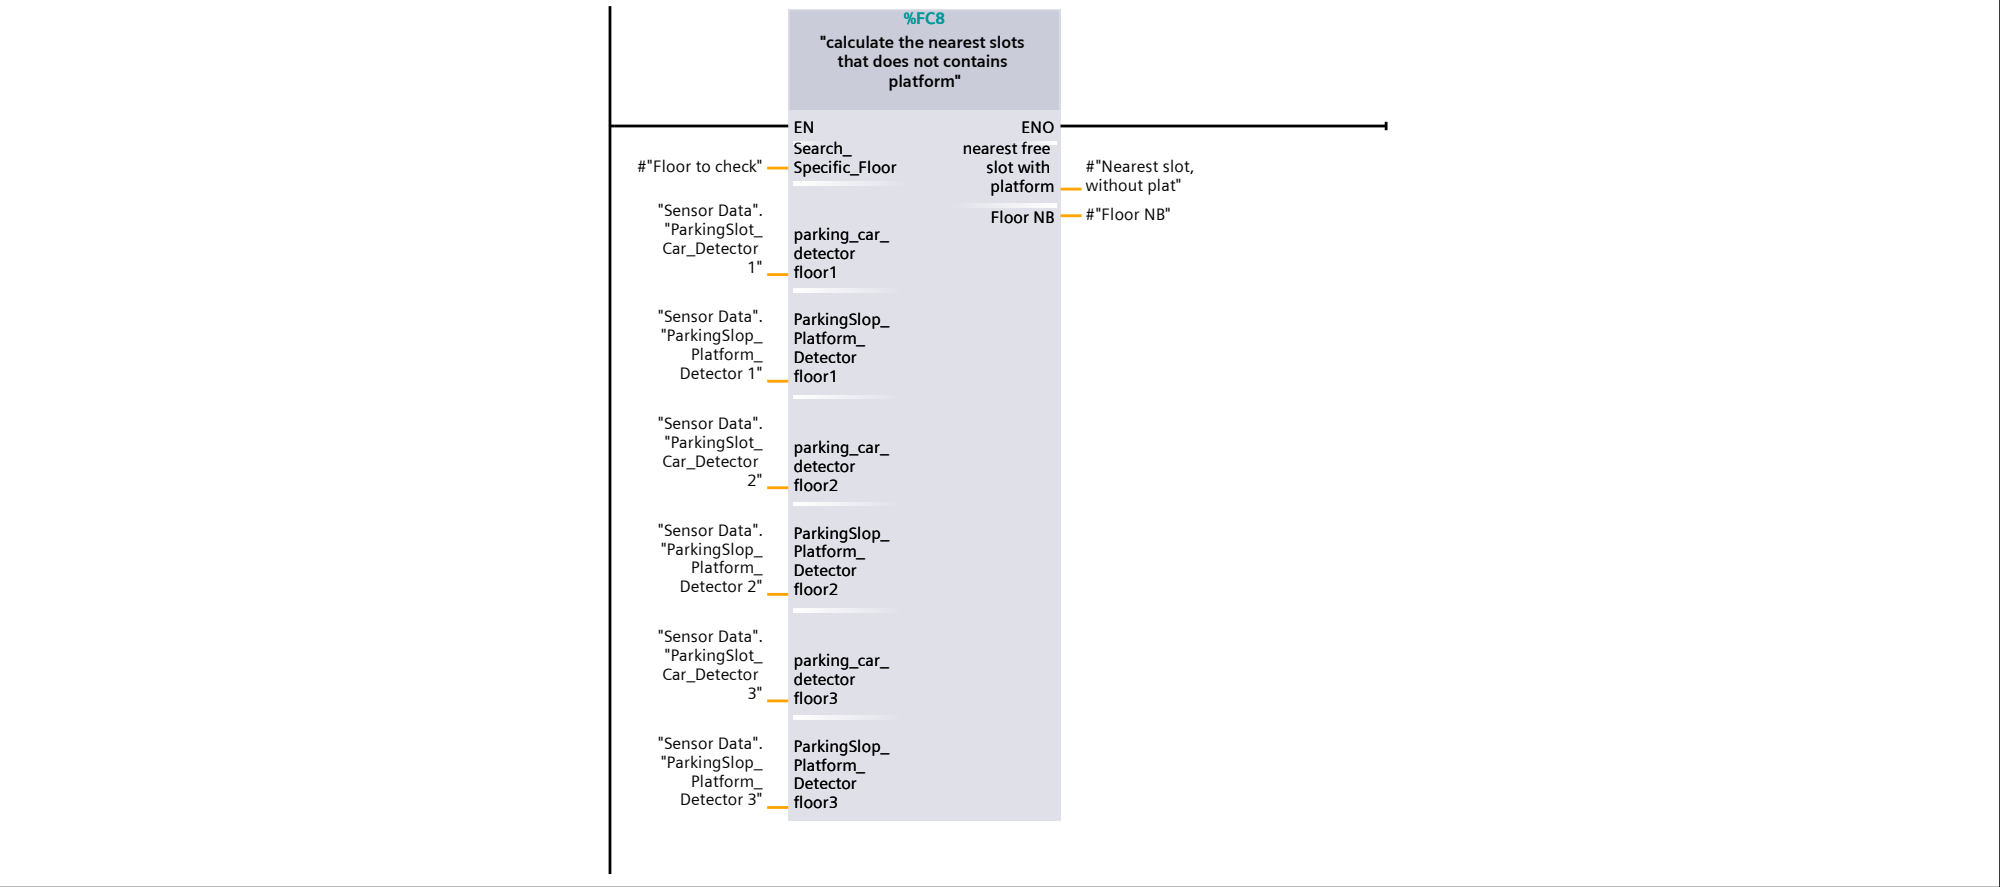 %FC8
"calculate the nearest slots
that does not contains
platform"
EN
ENO
#"Floor to check"
Search_
Specific_Floor
nearest free
slot with
platform
#"Nearest slot,
without plat"
Floor NB
#"Floor NB"
"Sensor Data".
"ParkingSlot_
Car_Detector
1"
parking_car_
detector
floor1
"Sensor Data".
"ParkingSlop_
Platform_
Detector 1"
ParkingSlop_
Platform_
Detector
floor1
"Sensor Data".
"ParkingSlot_
Car_Detector
2"
parking_car_
detector
floor2
"Sensor Data".
"ParkingSlop_
Platform_
Detector 2"
ParkingSlop_
Platform_
Detector
floor2
"Sensor Data".
"ParkingSlot_
Car_Detector
3"
parking_car_
detector
floor3
"Sensor Data".
"ParkingSlop_
Platform_
Detector 3"
ParkingSlop_
Platform_
Detector
floor3